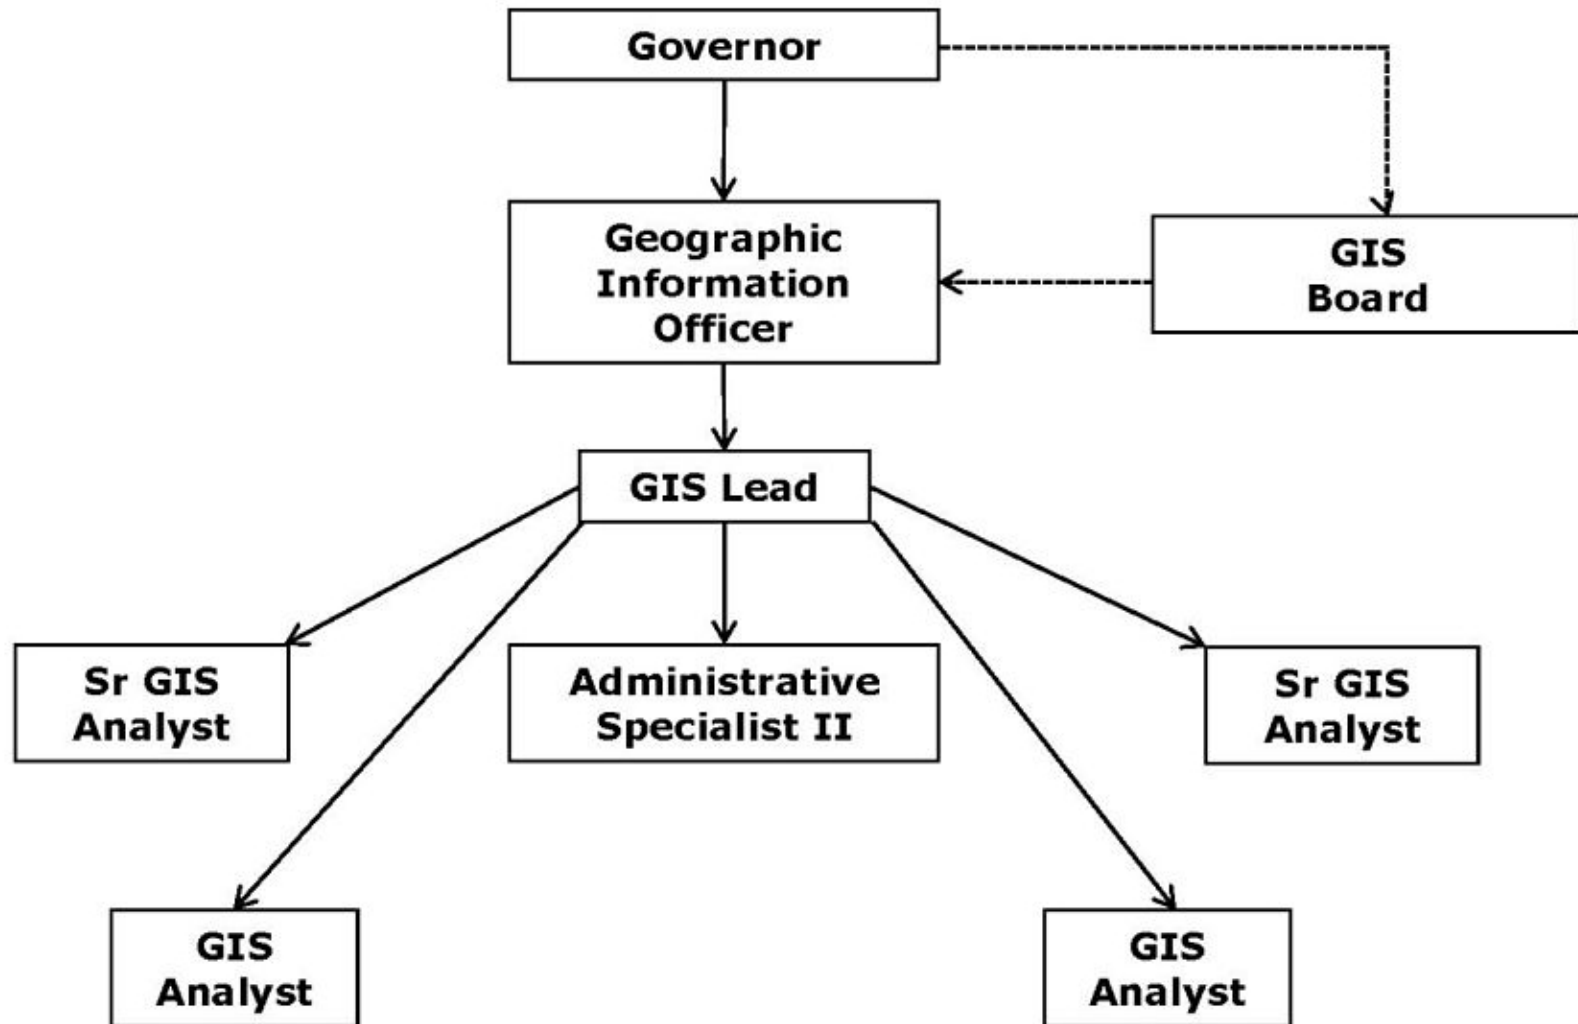 Governor
Geographic
Information
Officer
GIS
Board
GIS Lead
Sr GIS
Analyst
Administrative
Specialist II
Sr GIS
Analyst
GIS
Analyst
GIS
Analyst